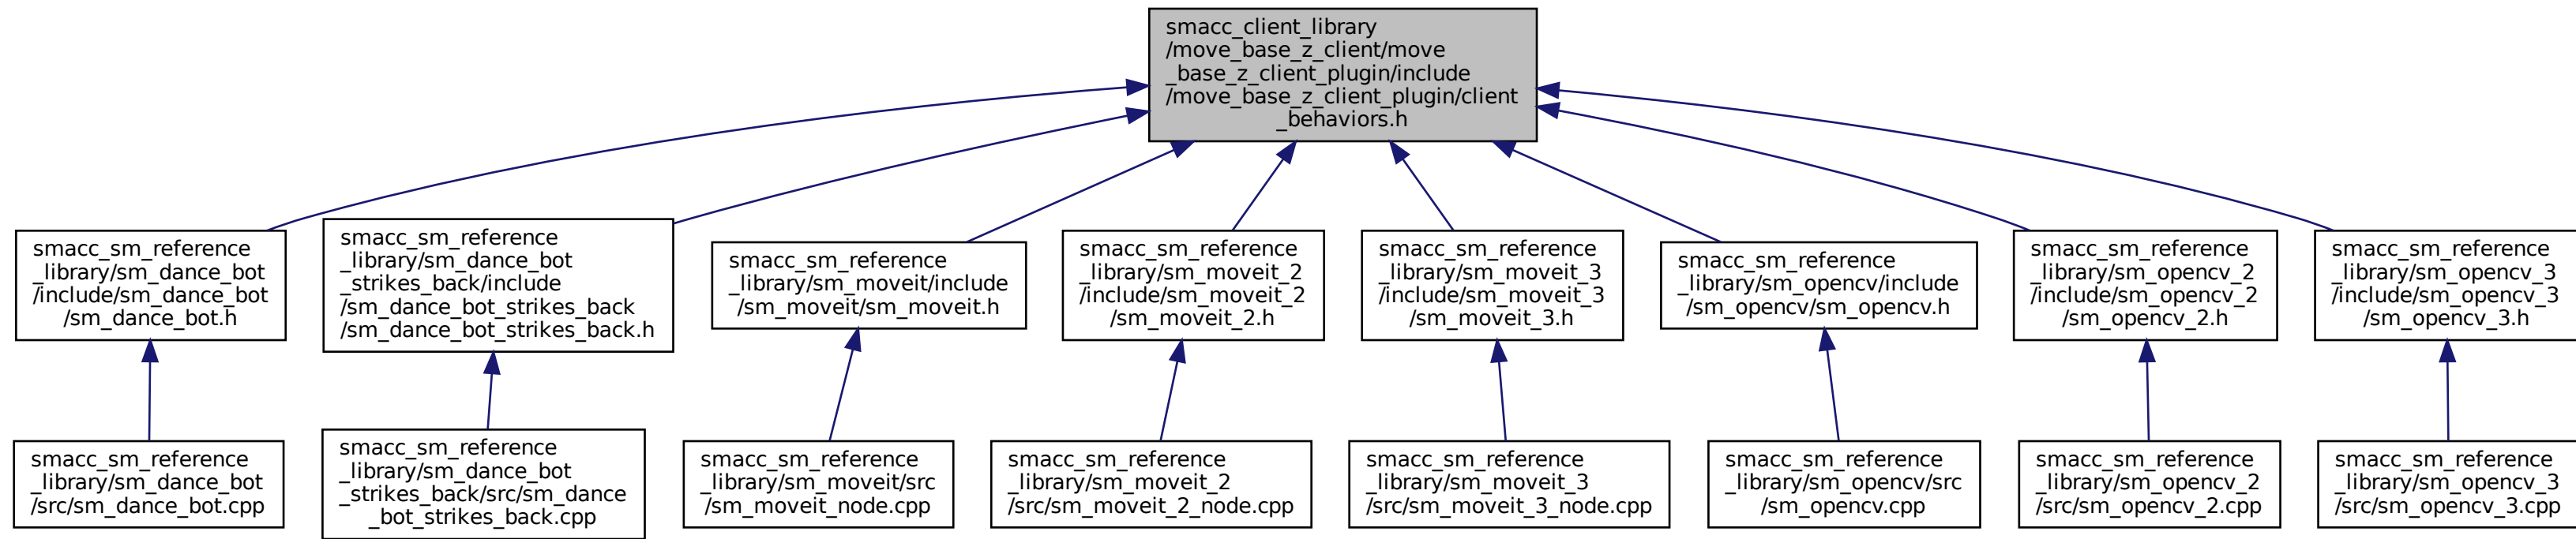 smacc_client_library
/move_base_z_client/move
_base_z_client_plugin/include
/move_base_z_client_plugin/client
_behaviors.h
smacc_sm_reference
_library/sm_dance_bot
/include/sm_dance_bot
/sm_dance_bot.h
smacc_sm_reference
_library/sm_dance_bot
_strikes_back/include
/sm_dance_bot_strikes_back
/sm_dance_bot_strikes_back.h
smacc_sm_reference
_library/sm_moveit/include
/sm_moveit/sm_moveit.h
smacc_sm_reference
_library/sm_moveit_2
/include/sm_moveit_2
/sm_moveit_2.h
smacc_sm_reference
_library/sm_moveit_3
/include/sm_moveit_3
/sm_moveit_3.h
smacc_sm_reference
_library/sm_opencv/include
/sm_opencv/sm_opencv.h
smacc_sm_reference
_library/sm_opencv_2
/include/sm_opencv_2
/sm_opencv_2.h
smacc_sm_reference
_library/sm_opencv_3
/include/sm_opencv_3
/sm_opencv_3.h
smacc_sm_reference
_library/sm_dance_bot
/src/sm_dance_bot.cpp
smacc_sm_reference
_library/sm_dance_bot
_strikes_back/src/sm_dance
_bot_strikes_back.cpp
smacc_sm_reference
_library/sm_moveit/src
/sm_moveit_node.cpp
smacc_sm_reference
_library/sm_moveit_2
/src/sm_moveit_2_node.cpp
smacc_sm_reference
_library/sm_moveit_3
/src/sm_moveit_3_node.cpp
smacc_sm_reference
_library/sm_opencv/src
/sm_opencv.cpp
smacc_sm_reference
_library/sm_opencv_2
/src/sm_opencv_2.cpp
smacc_sm_reference
_library/sm_opencv_3
/src/sm_opencv_3.cpp